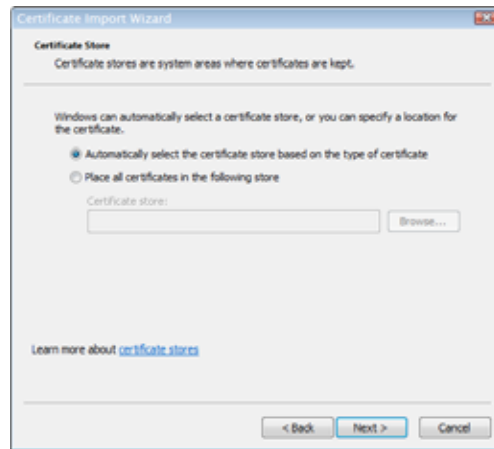 Certificate Import Wizard
Certificate Store
Certificate stores are system areas where certificates are kept.
Windows can automatically select a certificate store, or you can specify a location for
the certificate.
Automatically select the certificate store based on the type of certificate
Place all certificates in the following store
Certificate store:
Browse...
Learn more about certificate stores
< Back
Next >
Cancel